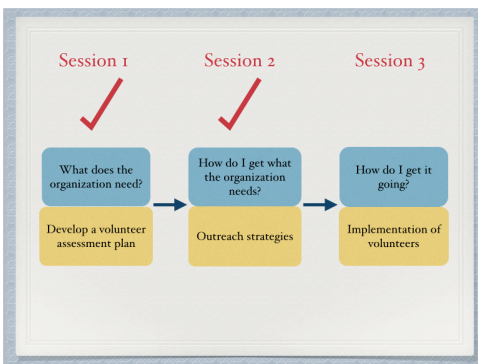 Session 1
Session 2
Session 3
What does the
organization need?
How do I get what
the organization
needs?
How do I get it
going?
Develop a volunteer
assessment plan
Outreach strategies
Implementation of
volunteers